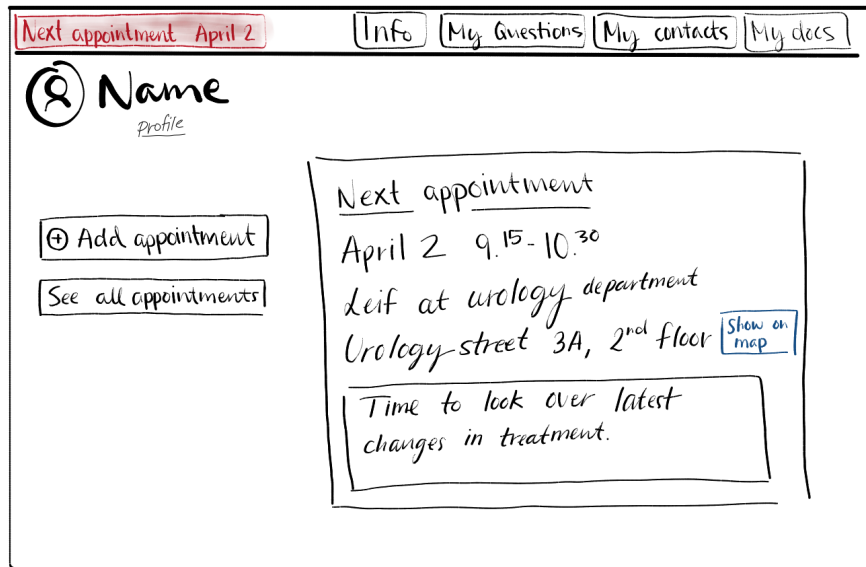 Next appointment April 2
Info
My Questions
My contacts
My docs
Name
Profile
Add appointment
See all appointments
Next appointment
April 2 9.15-10.30
Leif at urology department
Urology street 3A, 2nd floor
Show on
map
Time to look over latest
changes in treatment.